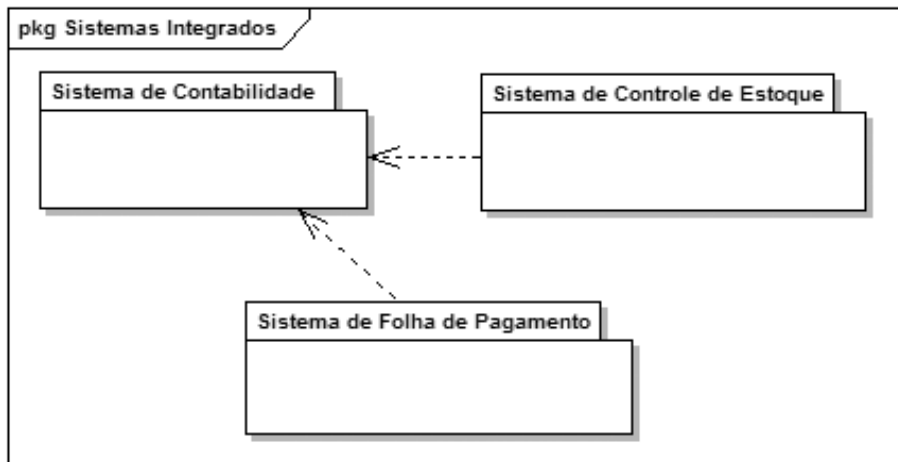 pkg Sistemas Integrados
Sistema de Contabilidade
Sistema de Controle de Estoque
Sistema de Folha de Pagamento